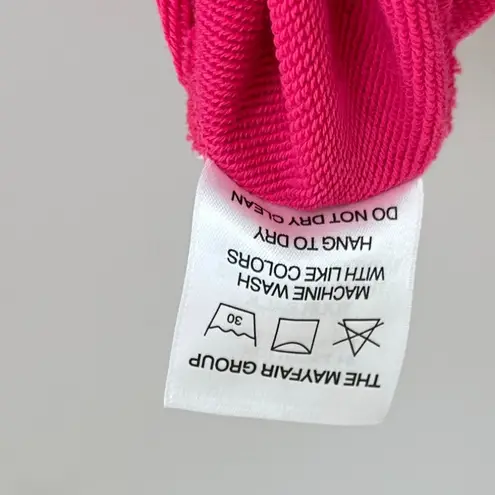 THE MAYFAIR GROUP
30
MACHINE WASH
WITH LIKE COLORS
HANG TO DRY
DO NOT DRY CLEAN